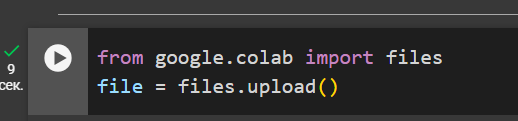 from google.colab import files
9
file = files.upload()
сек.